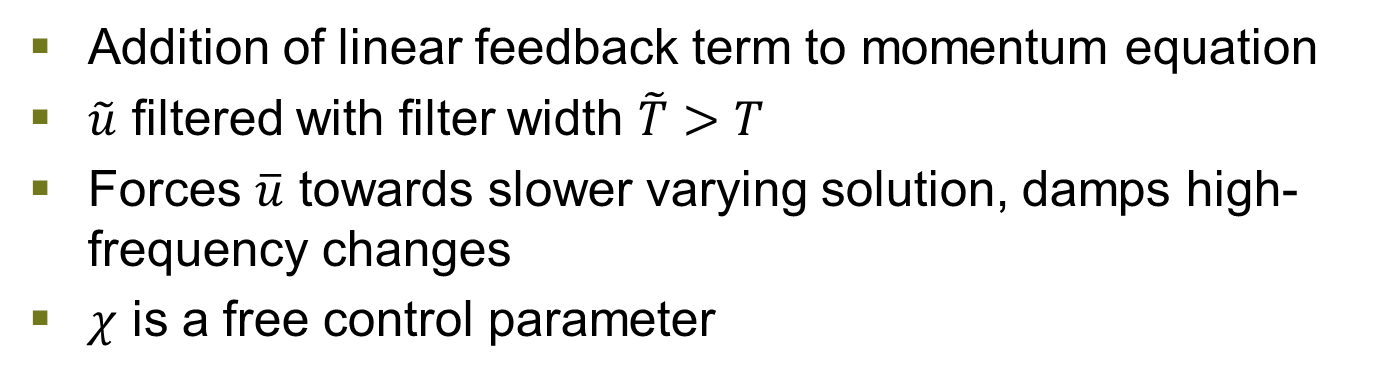 ▪ Addition of linear feedback term to momentum equation
▪ ũ filtered with filter width T̃ > T
▪ Forces u̅ towards slower varying solution, damps high-
frequency changes
▪ χ is a free control parameter